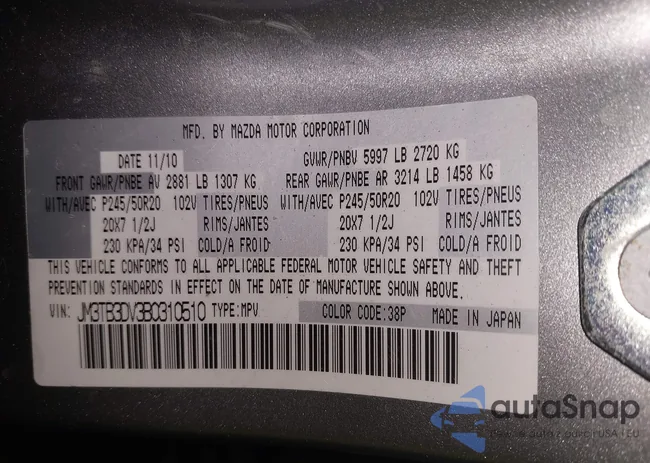 MFD. BY MAZDA MOTOR CORPORATION
DATE 11/10 GVWR/PNBV 5997 LB 2720 KG
FRONT GAWR/PNBE AV 2881 LB 1307 KG REAR GAWR/PNBE AR 3214 LB 1458 KG
WITH/AVEC P245/50R20 102V TIRES/PNEUS WITH/AVEC P245/50R20 102V TIRES/PNEUS
20X7 1/2J RIMS/JANTES 20X7 1/2J RIMS/JANTES
230 KPA/34 PSI COLD/A FROID 230 KPA/34 PSI COLD/A FROID
THIS VEHICLE CONFORMS TO ALL APPLICABLE FEDERAL MOTOR VEHICLE SAFETY AND THEFT
PREVENTION STANDARDS IN EFFECT ON THE DATE OF MANUFACTURE SHOWN ABOVE.
VIN: JM3TB3DV3B0310510 TYPE:MPV COLOR CODE:38P MADE IN JAPAN
autoSnap